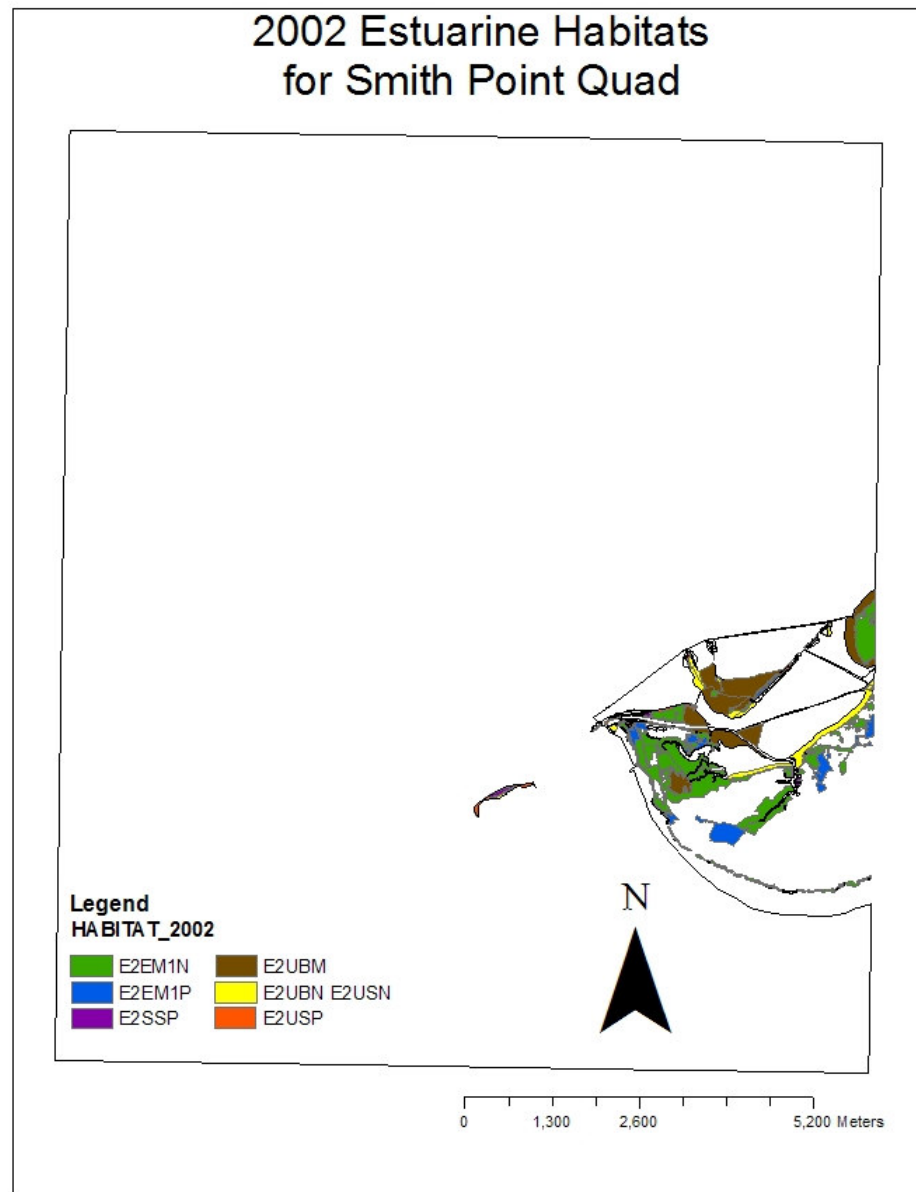 2002 Estuarine Habitats
for Smith Point Quad
Legend
HABITAT_2002
E2EM1N E2UBM
E2EM1P E2UBN E2USN
E2SSP E2USP
N
0 1,300 2,600 5,200 Meters